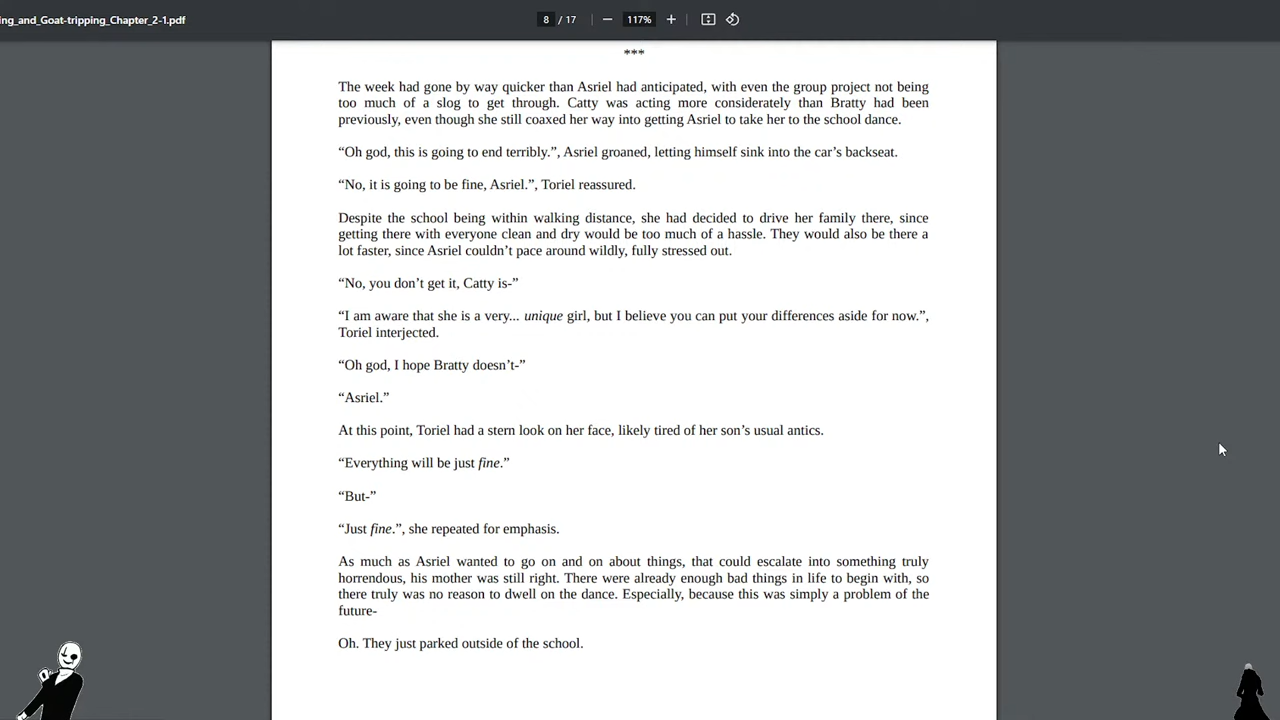 ing_and_Goat-tripping_Chapter_2-1.pdf
8 / 17
117%
***
The week had gone by way quicker than Asriel had anticipated, with even the group project not being
too much of a slog to get through. Catty was acting more considerately than Bratty had been
previously, even though she still coaxed her way into getting Asriel to take her to the school dance.
“Oh god, this is going to end terribly.”, Asriel groaned, letting himself sink into the car’s backseat.
“No, it is going to be fine, Asriel.”, Toriel reassured.
Despite the school being within walking distance, she had decided to drive her family there, since
getting there with everyone clean and dry would be too much of a hassle. They would also be there a
lot faster, since Asriel couldn’t pace around wildly, fully stressed out.
“No, you don’t get it, Catty is-”
“I am aware that she is a very... unique girl, but I believe you can put your differences aside for now.”,
Toriel interjected.
“Oh god, I hope Bratty doesn’t-”
“Asriel.”
At this point, Toriel had a stern look on her face, likely tired of her son’s usual antics.
“Everything will be just fine.”
“But-”
“Just fine.”, she repeated for emphasis.
As much as Asriel wanted to go on and on about things, that could escalate into something truly
horrendous, his mother was still right. There were already enough bad things in life to begin with, so
there truly was no reason to dwell on the dance. Especially, because this was simply a problem of the
future-
Oh. They just parked outside of the school.